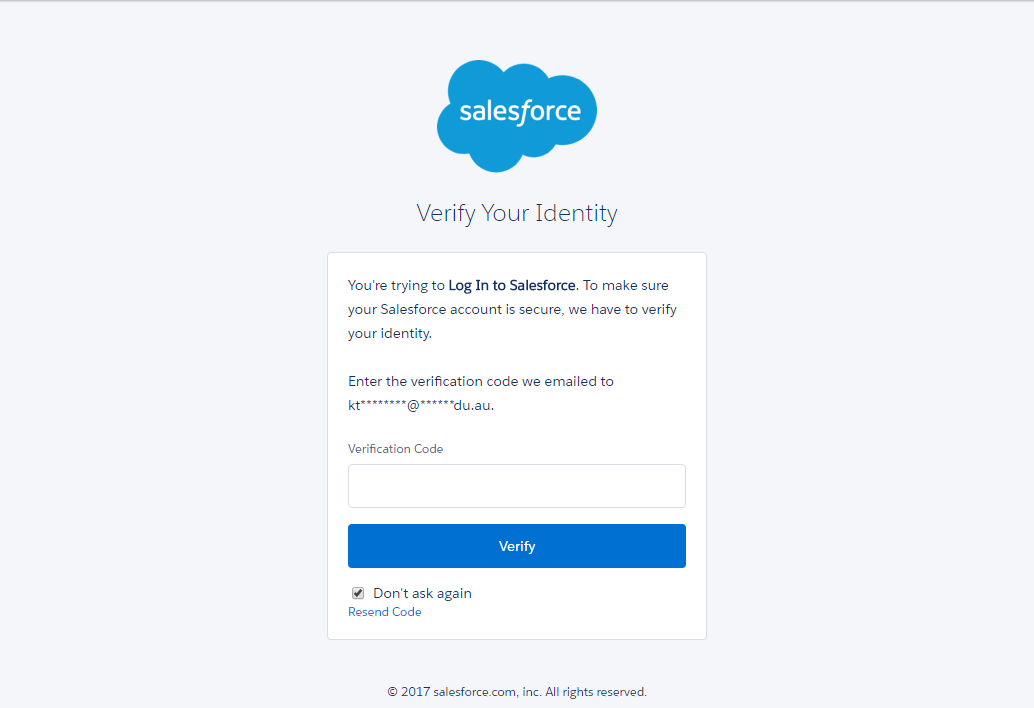 salesforce
Verify Your Identity
You're trying to Log In to Salesforce. To make sure
your Salesforce account is secure, we have to verify
your identity.
Enter the verification code we emailed to
kt********@******du.au.
Verification Code
Verify
Don't ask again
Resend Code
© 2017 salesforce.com, inc. All rights reserved.